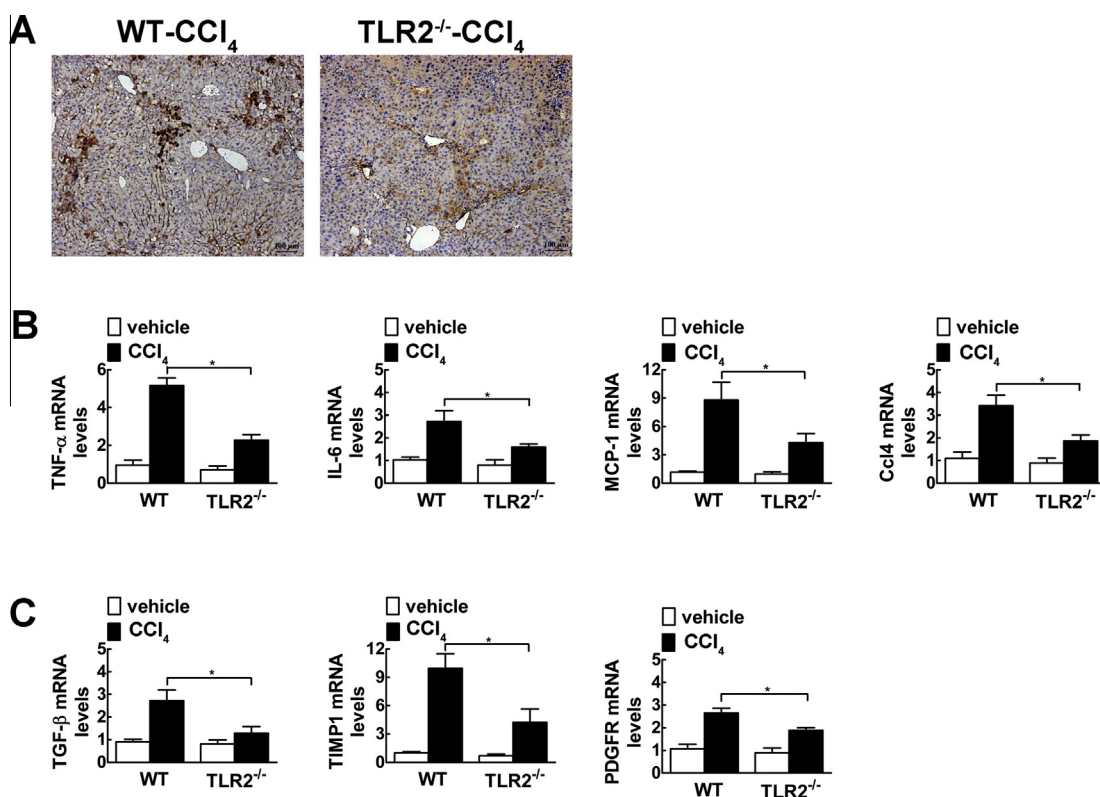 A
WT-CCl₄
TLR2⁻/⁻-CCl₄
100 μm
100 μm
B
vehicle
CCl₄
TNF-α mRNA
levels
6
4
2
0
*
WT
TLR2⁻/⁻
vehicle
CCl₄
IL-6 mRNA
levels
5
4
3
2
1
0
*
WT
TLR2⁻/⁻
vehicle
CCl₄
MCP-1 mRNA
levels
12
9
6
3
0
*
WT
TLR2⁻/⁻
vehicle
CCl₄
Ccl4 mRNA
levels
5
4
3
2
1
0
*
WT
TLR2⁻/⁻
C
vehicle
CCl₄
TGF-β mRNA
levels
5
4
3
2
1
0
*
WT
TLR2⁻/⁻
vehicle
CCl₄
TIMP1 mRNA
levels
12
9
6
3
0
*
WT
TLR2⁻/⁻
vehicle
CCl₄
PDGFR mRNA
levels
5
4
3
2
1
0
*
WT
TLR2⁻/⁻